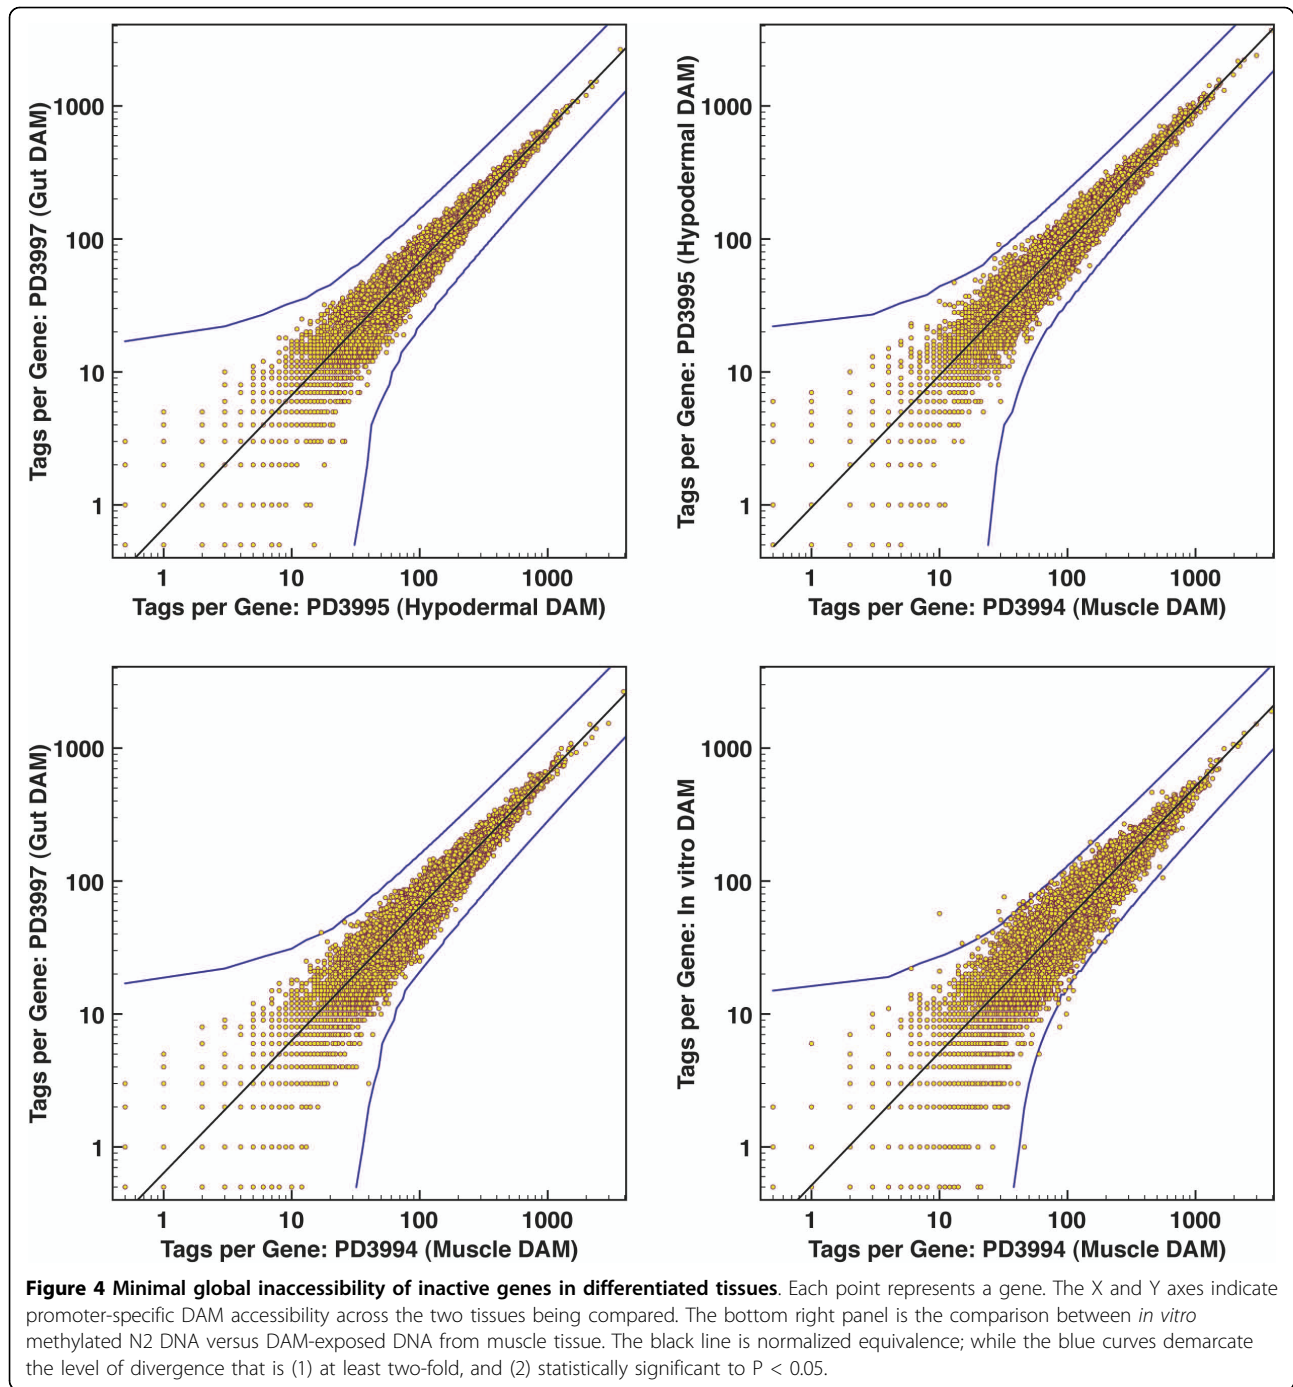 1000
100
10
1
Tags per Gene: PD3997 (Gut DAM)
1
10
100
1000
Tags per Gene: PD3995 (Hypodermal DAM)
1000
100
10
1
Tags per Gene: PD3995 (Hypodermal DAM)
1
10
100
1000
Tags per Gene: PD3994 (Muscle DAM)
1000
100
10
1
Tags per Gene: PD3997 (Gut DAM)
1
10
100
1000
Tags per Gene: PD3994 (Muscle DAM)
1000
100
10
1
Tags per Gene: In vitro DAM
1
10
100
1000
Tags per Gene: PD3994 (Muscle DAM)
Figure 4 Minimal global inaccessibility of inactive genes in differentiated tissues. Each point represents a gene. The X and Y axes indicate
promoter-specific DAM accessibility across the two tissues being compared. The bottom right panel is the comparison between in vitro
methylated N2 DNA versus DAM-exposed DNA from muscle tissue. The black line is normalized equivalence; while the blue curves demarcate
the level of divergence that is (1) at least two-fold, and (2) statistically significant to P < 0.05.